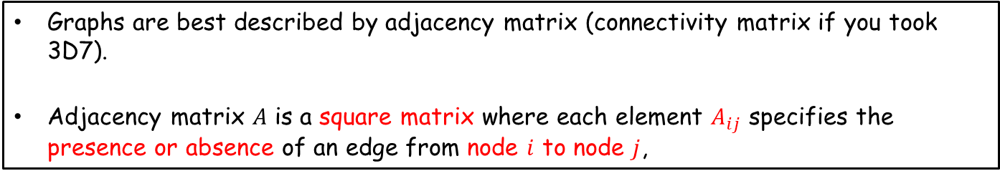 • Graphs are best described by adjacency matrix (connectivity matrix if you took
3D7).
• Adjacency matrix A is a square matrix where each element A_{ij} specifies the
presence or absence of an edge from node i to node j,